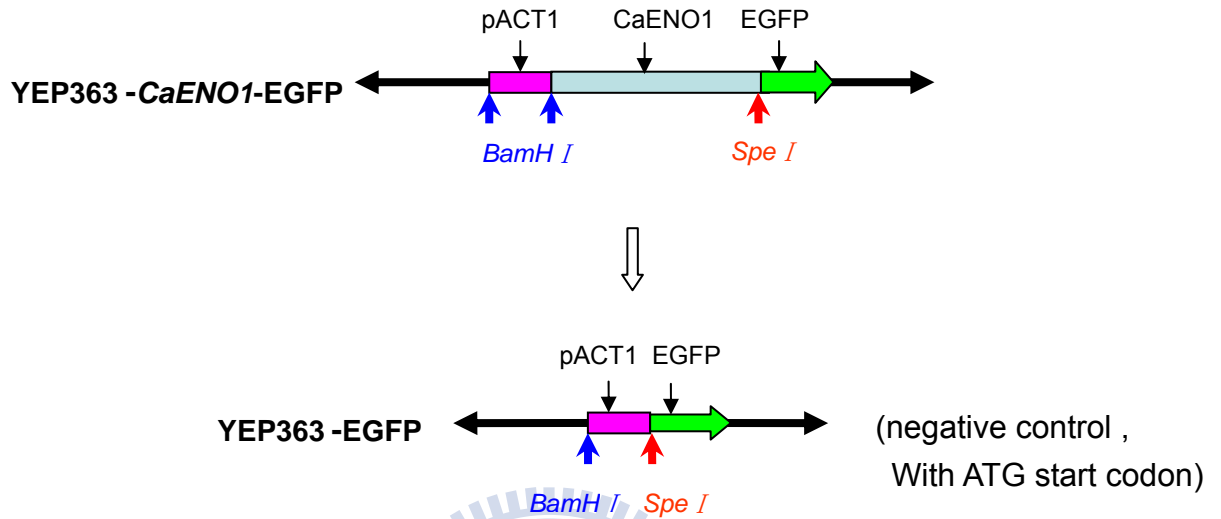 pACT1 CaENO1 EGFP
YEP363 -CaENO1-EGFP
BamH I Spe I
pACT1 EGFP
YEP363 -EGFP
(negative control ,
With ATG start codon)
BamH I Spe I